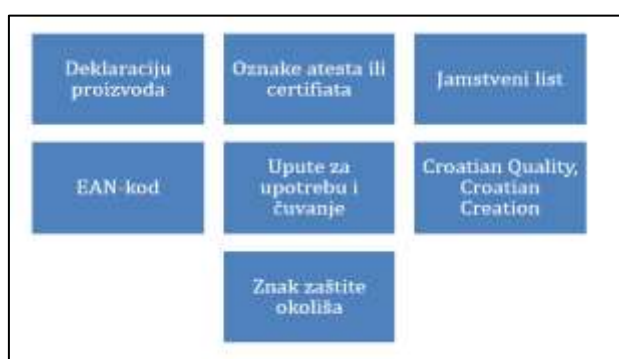 Deklaraciju
proizvoda
Oznake atesta ili
certifiata
Jamstveni list
EAN-kod
Upute za
upotrebu i
čuvanje
Croatian Quality,
Croatian
Creation
Znak zaštite
okoliša